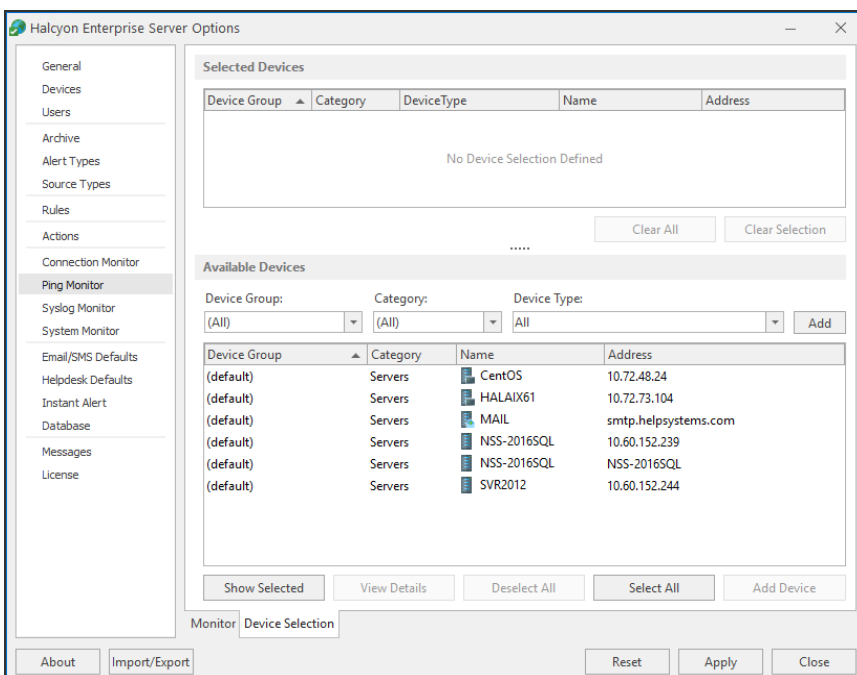 Halcyon Enterprise Server Options
General
Devices
Users
Archive
Alert Types
Source Types
Rules
Actions
Connection Monitor
Ping Monitor
Syslog Monitor
System Monitor
Email/SMS Defaults
Helpdesk Defaults
Instant Alert
Database
Messages
License
Selected Devices
Device Group Category DeviceType Name Address
No Device Selection Defined
Clear All Clear Selection
Available Devices
Device Group: Category: Device Type:
(All) (All) All Add
Device Group Category Name Address
(default) Servers CentOS 10.72.48.24
(default) Servers HALAIX61 10.72.73.104
(default) Servers MAIL smtp.helpsystems.com
(default) Servers NSS-2016SQL 10.60.152.239
(default) Servers NSS-2016SQL NSS-2016SQL
(default) Servers SVR2012 10.60.152.244
Show Selected View Details Deselect All Select All Add Device
Monitor Device Selection
About Import/Export Reset Apply Close